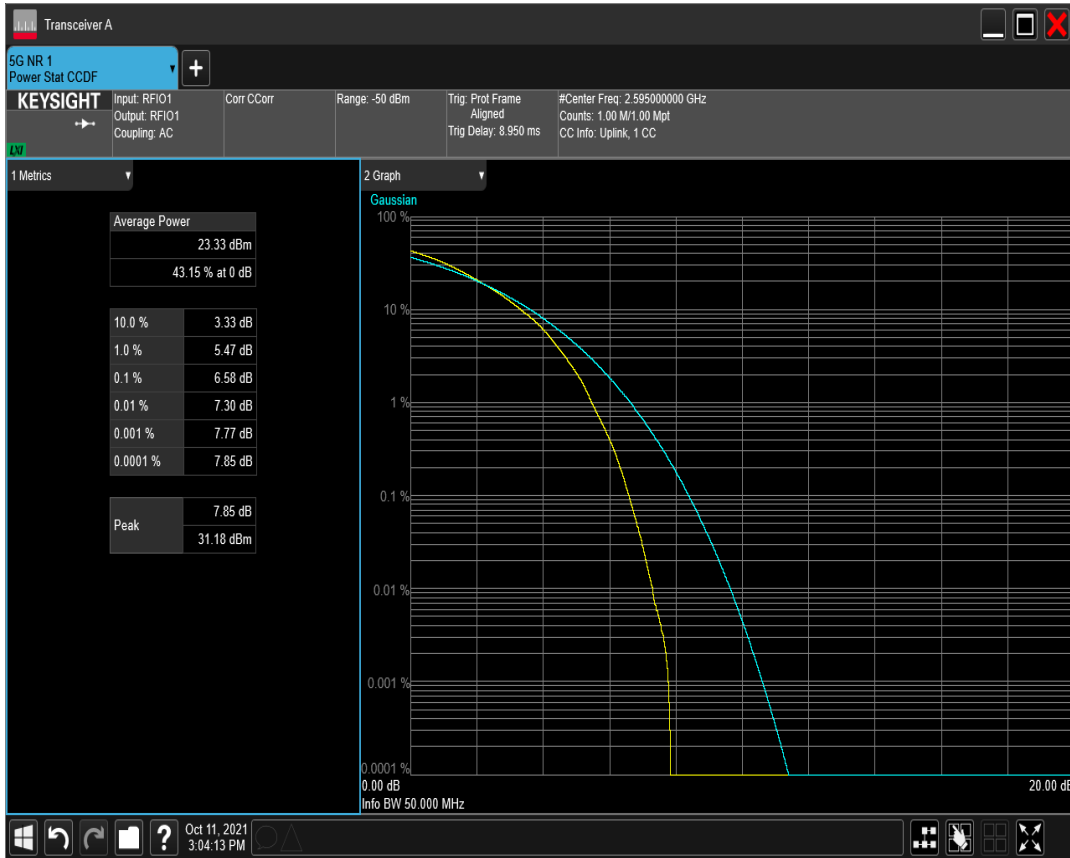 Transceiver A
5G NR 1
Power Stat CCDF
+
KEYSIGHT
LXI
Input: RFIO1
Output: RFIO1
Coupling: AC
Corr CCorr
Range: -50 dBm
Trig: Prot Frame
Aligned
Trig Delay: 8.950 ms
#Center Freq: 2.595000000 GHz
Counts: 1.00 M/1.00 Mpt
CC Info: Uplink, 1 CC
1 Metrics
Average Power
23.33 dBm
43.15 % at 0 dB
10.0 % 3.33 dB
1.0 % 5.47 dB
0.1 % 6.58 dB
0.01 % 7.30 dB
0.001 % 7.77 dB
0.0001 % 7.85 dB
Peak 7.85 dB
31.18 dBm
2 Graph
Gaussian
100 %
10 %
1 %
0.1 %
0.01 %
0.001 %
0.0001 %
0.00 dB 20.00 dB
Info BW 50.000 MHz
?
Oct 11, 2021
3:04:13 PM